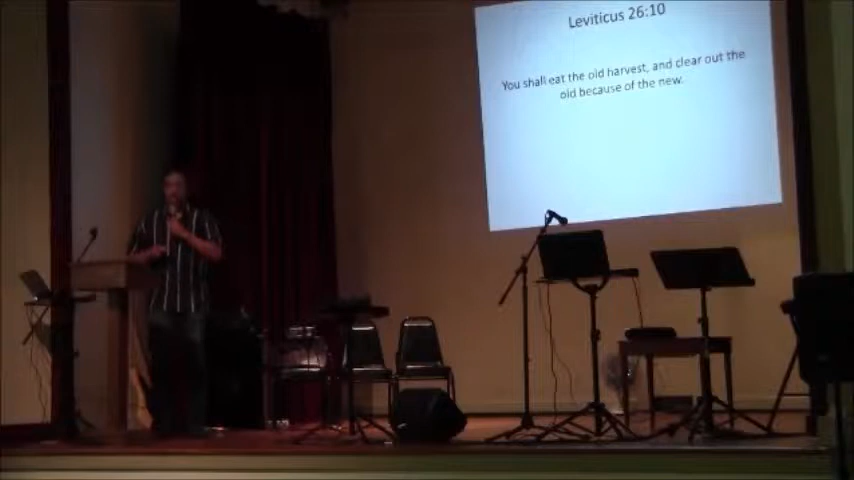 Leviticus 26:10
You shall eat the old harvest, and clear out the
old because of the new.